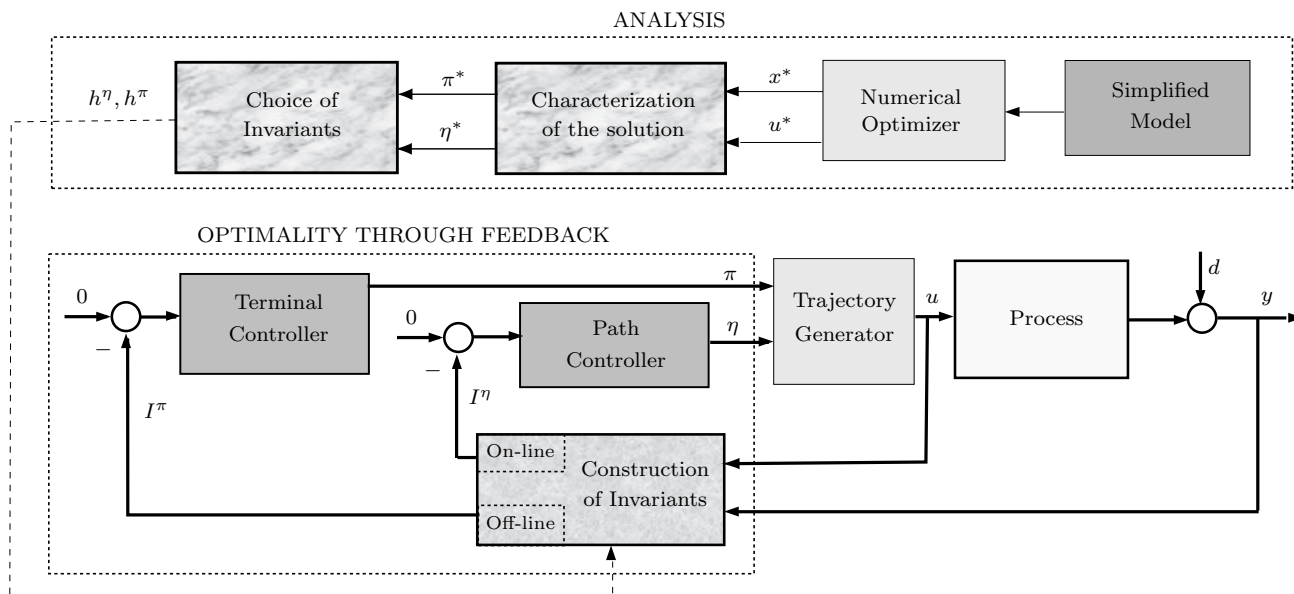 ANALYSIS
h^η, h^π
Choice of
Invariants
π*
η*
Characterization
of the solution
x*
u*
Numerical
Optimizer
Simplified
Model
OPTIMALITY THROUGH FEEDBACK
0
−
Terminal
Controller
π
0
−
Path
Controller
η
Trajectory
Generator
u
Process
d
y
I^π
I^η
On-line
Off-line
Construction
of Invariants